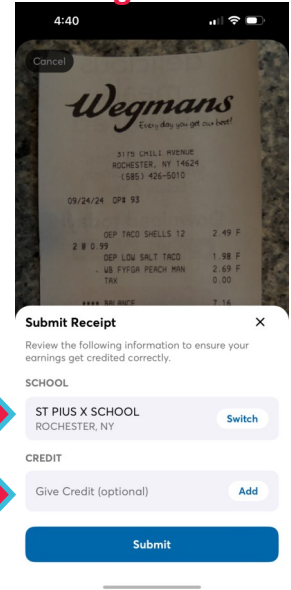 4:40
Cancel
Wegmans
Every day you get our best!
3175 CHILI AVENUE
ROCHESTER, NY 14624
(585) 426-5010
09/24/24 OP# 93
OEP TACO SHELLS 12 2.49 F
2 @ 0.99
OEP LOW SALT TACO 1.98 F
WB FYFGA PEACH MAN 2.69 F
TAX 0.00
**** BALANCE 7.16
Submit Receipt
Review the following information to ensure your
earnings get credited correctly.
SCHOOL
ST PIUS X SCHOOL
ROCHESTER, NY
Switch
CREDIT
Give Credit (optional)
Add
Submit